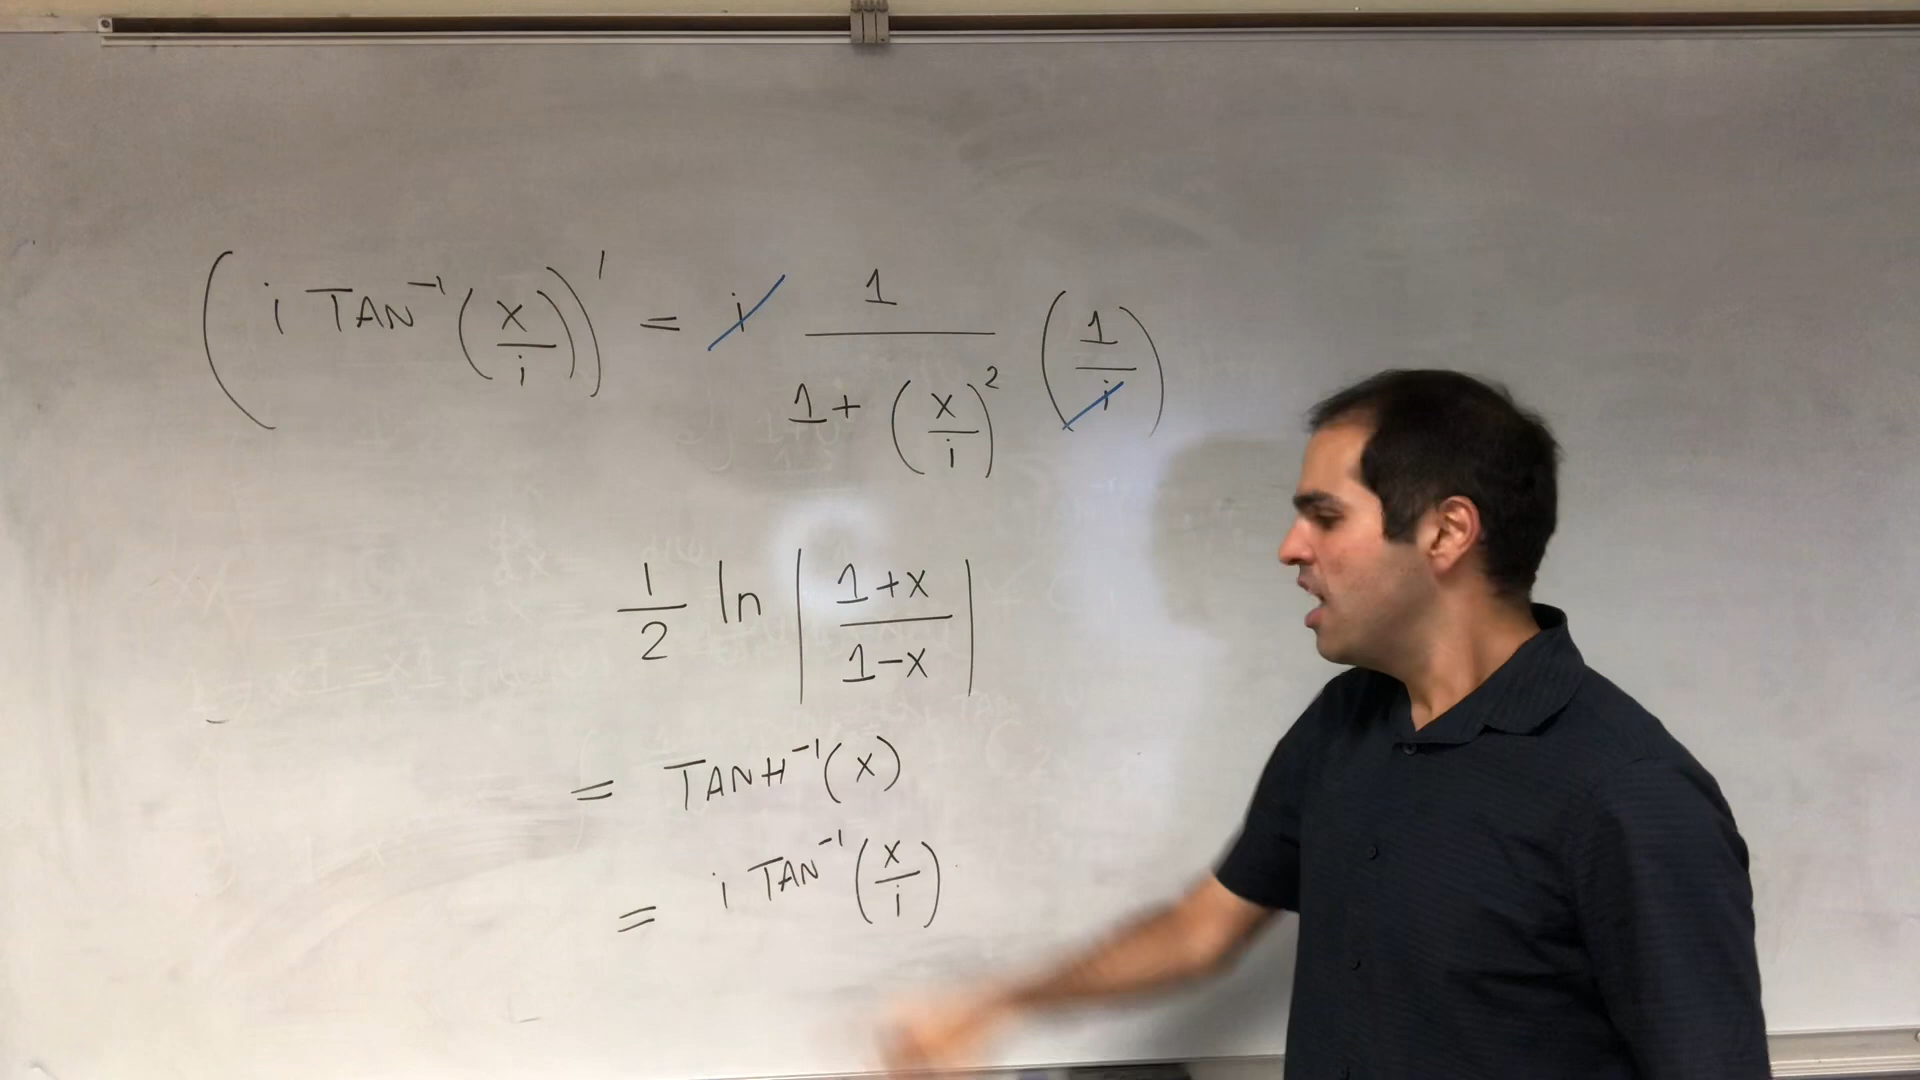 ( i TAN⁻¹(x/i) )' = i 1/(1+(x/i)²) (1/i)
1/2 ln |(1+x)/(1-x)|
= TANH⁻¹(x)
= i TAN⁻¹(x/i)